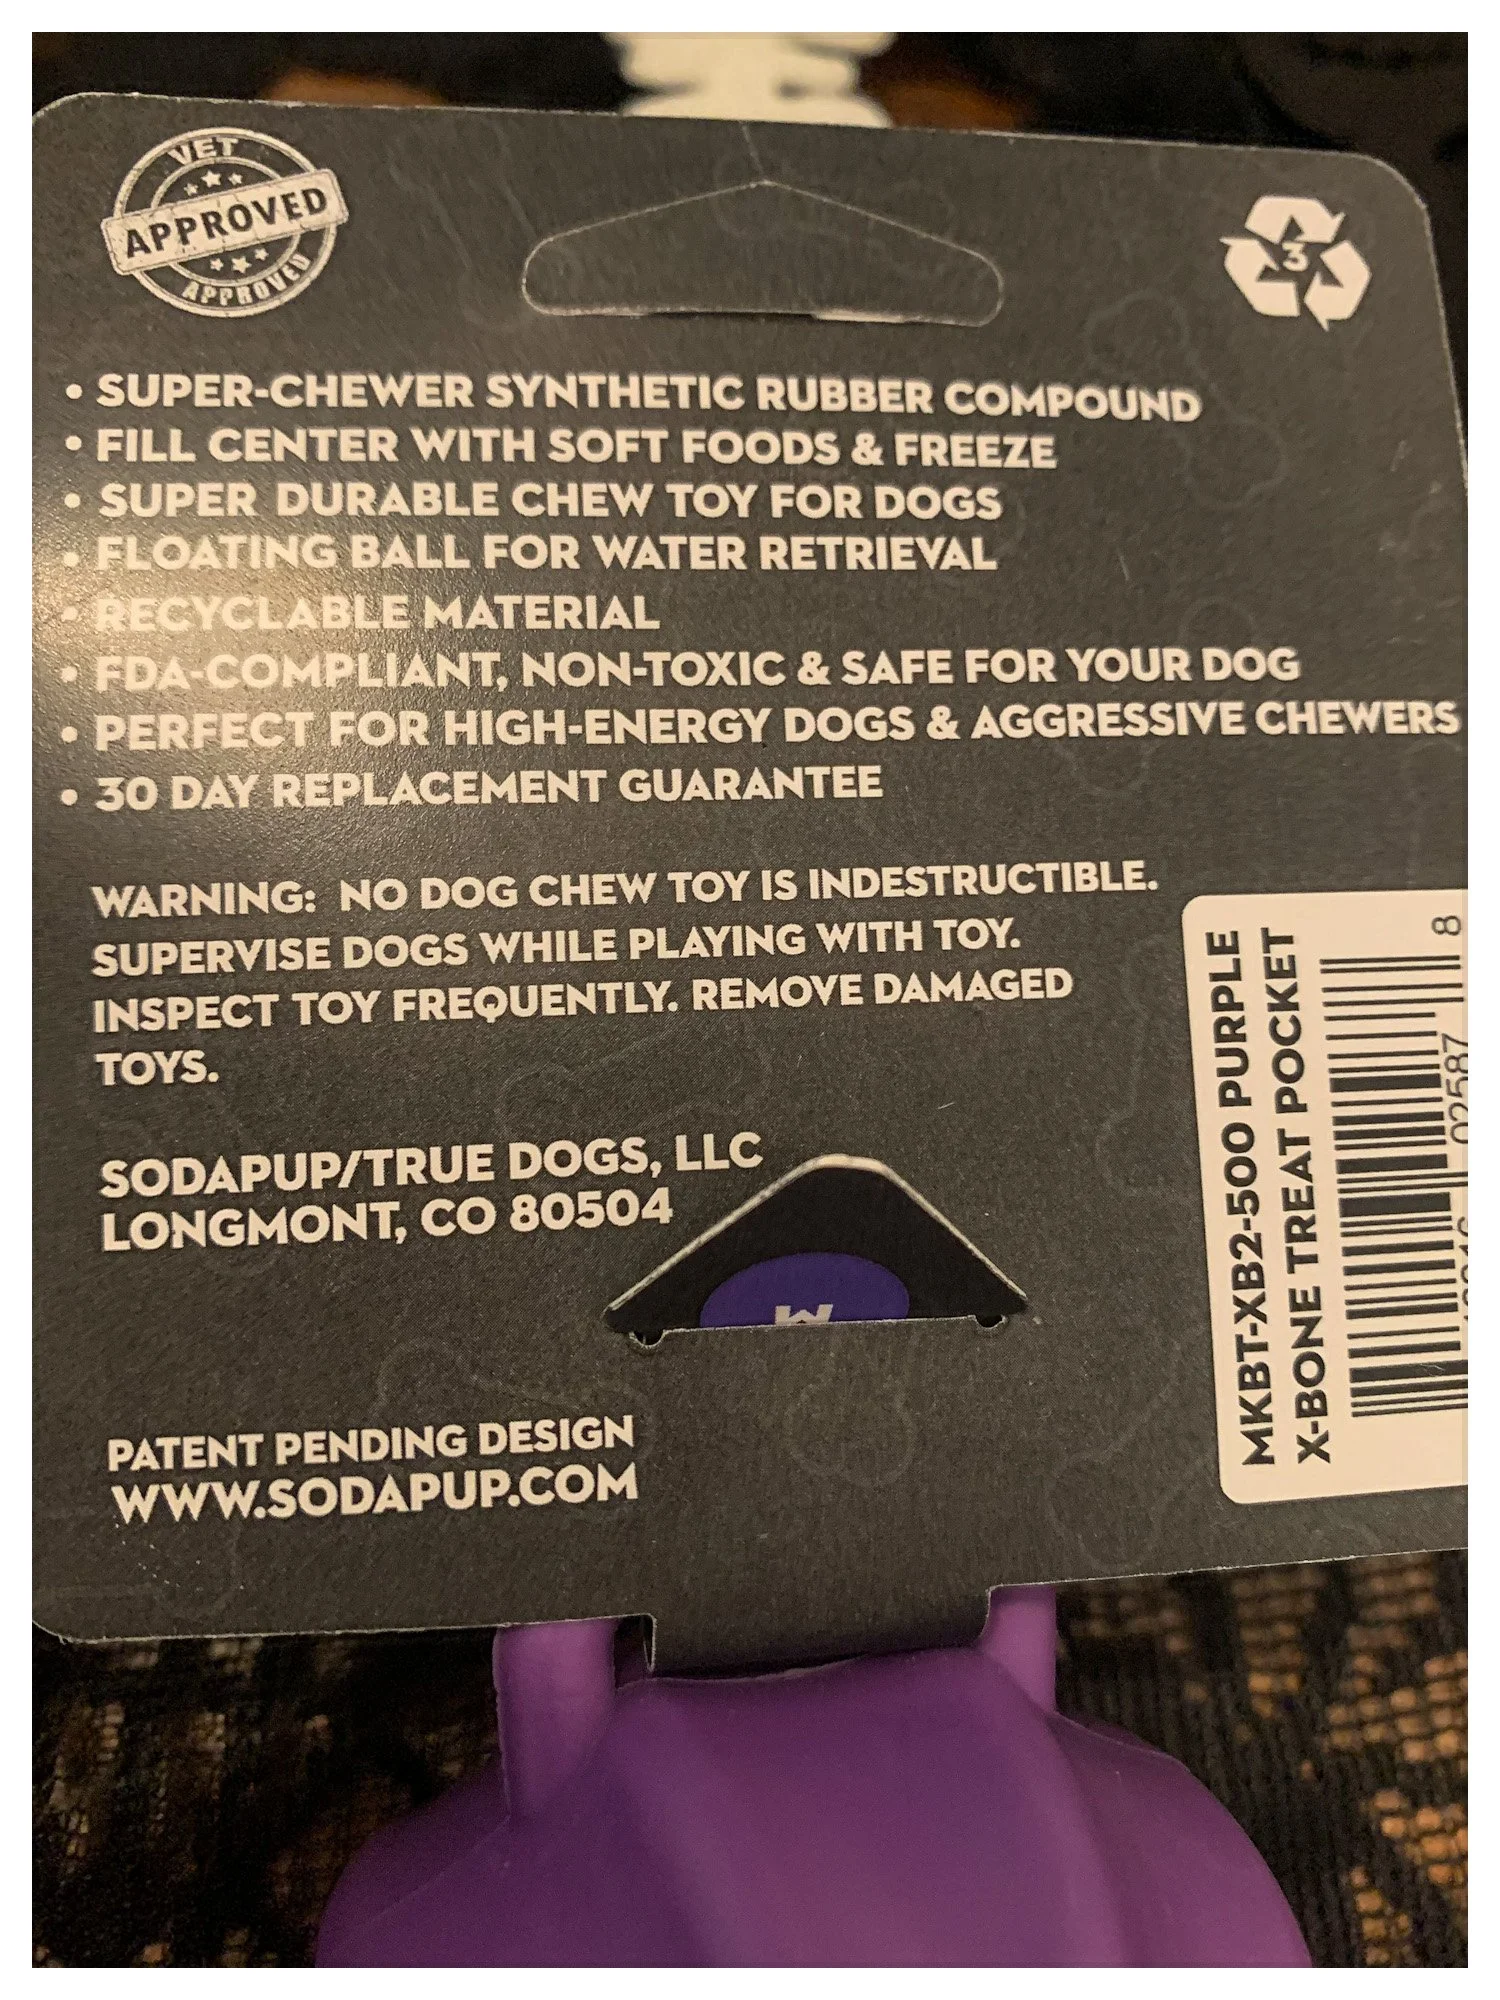 VET
APPROVED
APPROVED
3
• SUPER-CHEWER SYNTHETIC RUBBER COMPOUND
• FILL CENTER WITH SOFT FOODS & FREEZE
• SUPER DURABLE CHEW TOY FOR DOGS
• FLOATING BALL FOR WATER RETRIEVAL
• RECYCLABLE MATERIAL
• FDA-COMPLIANT, NON-TOXIC & SAFE FOR YOUR DOG
• PERFECT FOR HIGH-ENERGY DOGS & AGGRESSIVE CHEWERS
• 30 DAY REPLACEMENT GUARANTEE
WARNING: NO DOG CHEW TOY IS INDESTRUCTIBLE.
SUPERVISE DOGS WHILE PLAYING WITH TOY.
INSPECT TOY FREQUENTLY. REMOVE DAMAGED
TOYS.
SODAPUP/TRUE DOGS, LLC
LONGMONT, CO 80504
PATENT PENDING DESIGN
WWW.SODAPUP.COM
MKBT-XB2-500 PURPLE
X-BONE TREAT POCKET
02587 8